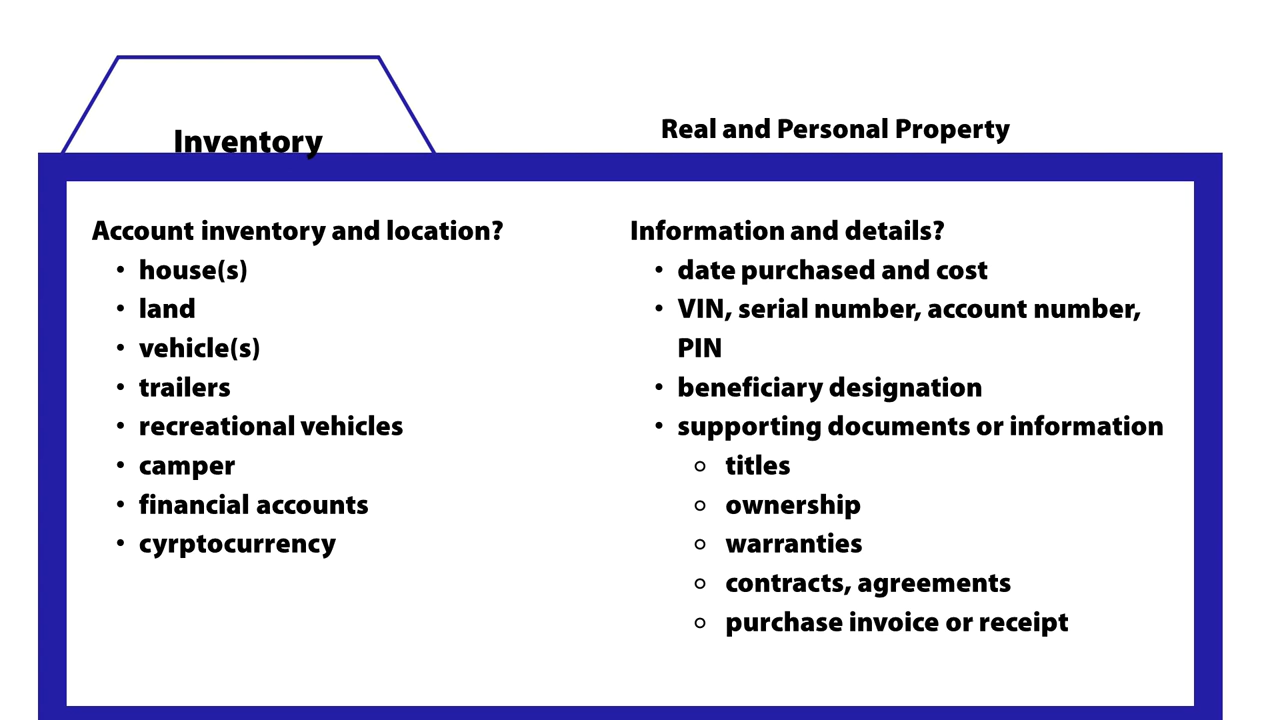 Inventory
Real and Personal Property
Account inventory and location?
• house(s)
• land
• vehicle(s)
• trailers
• recreational vehicles
• camper
• financial accounts
• cyrptocurrency
Information and details?
• date purchased and cost
• VIN, serial number, account number,
PIN
• beneficiary designation
• supporting documents or information
○ titles
○ ownership
○ warranties
○ contracts, agreements
○ purchase invoice or receipt